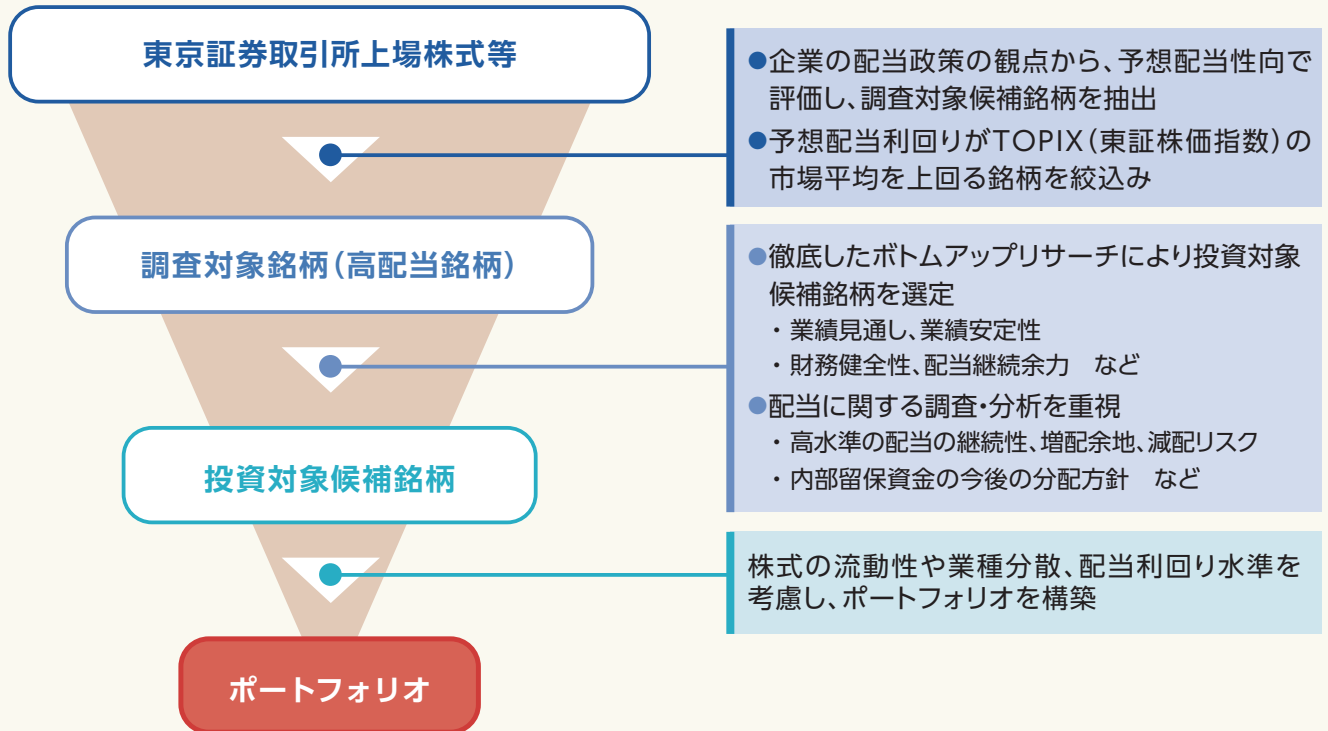 東京証券取引所上場株式等
●企業の配当政策の観点から、予想配当性向で
評価し、調査対象候補銘柄を抽出
●予想配当利回りがTOPIX（東証株価指数）の
市場平均を上回る銘柄を絞込み
調査対象銘柄（高配当銘柄）
●徹底したボトムアップリサーチにより投資対象
候補銘柄を選定
・業績見通し、業績安定性
・財務健全性、配当継続余力　など
●配当に関する調査・分析を重視
・高水準の配当の継続性、増配余地、減配リスク
・内部留保資金の今後の分配方針　など
投資対象候補銘柄
株式の流動性や業種分散、配当利回り水準を
考慮し、ポートフォリオを構築
ポートフォリオ